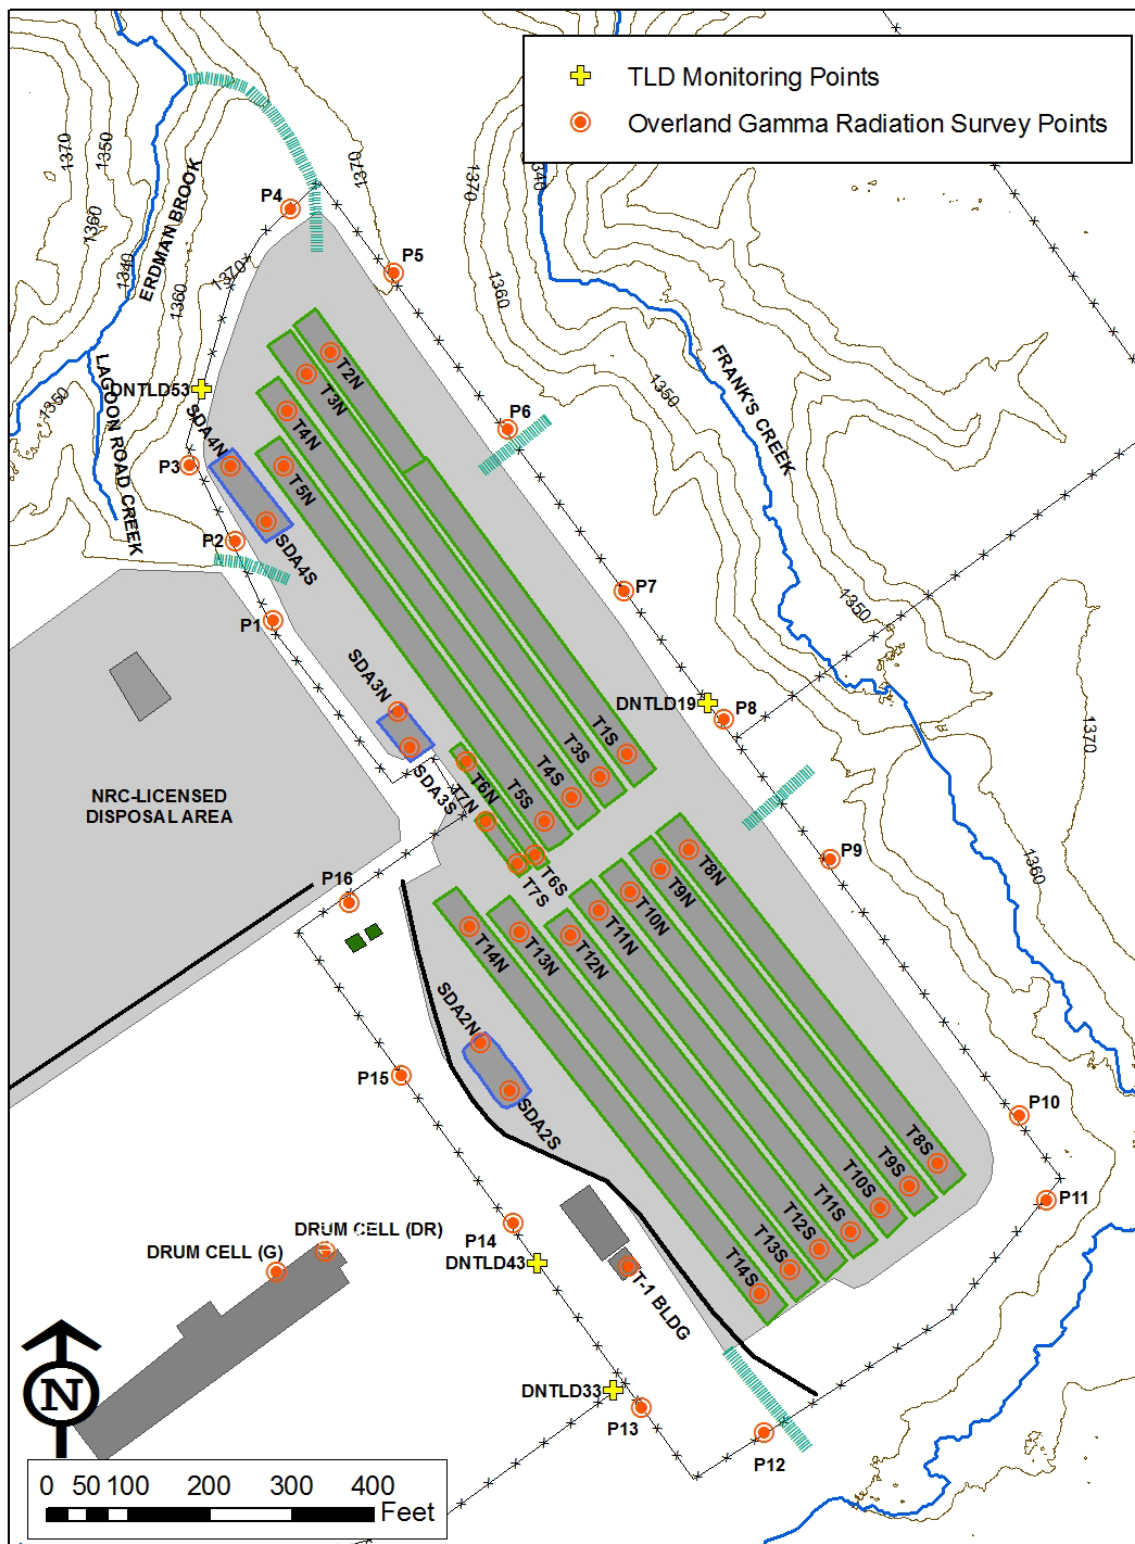 TLD Monitoring Points
Overland Gamma Radiation Survey Points
1370
1350
1360
1340
1360
ERDMAN BROOK
1370
1370
1370
1340
1360
P4
P5
P6
T2N
T3N
T4N
T5N
DNTLD53
1350
LAGOON ROAD CREEK
SDA4N
P3
SDA4S
P2
P1
FRANK'S CREEK
1350
1350
P7
DNTLD19
P8
1370
SDA3N
SDA3S
T1S
T3S
T4S
T5S
T6N
T7N
T6S
T7S
NRC-LICENSED
DISPOSAL AREA
P16
P9
1360
T8N
T9N
T10N
T11N
T12N
T13N
T14N
SDA2N
SDA2S
P15
P10
P11
T8S
T9S
T10S
T11S
T12S
T13S
T14S
P14
DNTLD43
T-1 BLDG
DRUM CELL (G)
DRUM CELL (DR)
DNTLD33
P13
P12
N
0 50 100 200 300 400
Feet